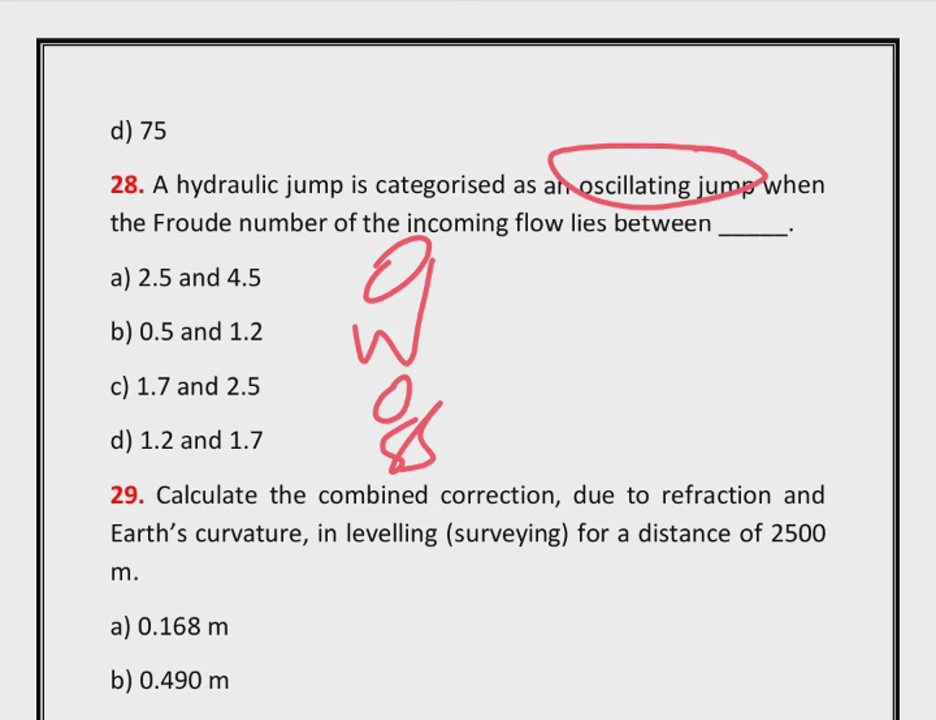 d) 75
28. A hydraulic jump is categorised as an oscillating jump when
the Froude number of the incoming flow lies between _____.
a) 2.5 and 4.5
b) 0.5 and 1.2
c) 1.7 and 2.5
d) 1.2 and 1.7
29. Calculate the combined correction, due to refraction and
Earth’s curvature, in levelling (surveying) for a distance of 2500
m.
a) 0.168 m
b) 0.490 m